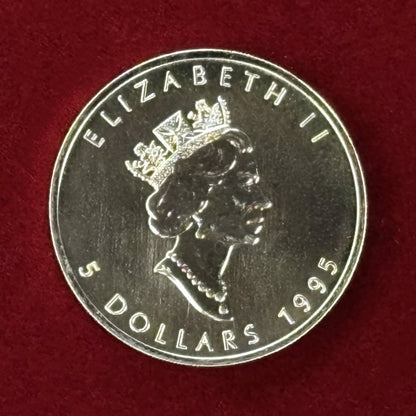 ELIZABETH II
5 DOLLARS 1995